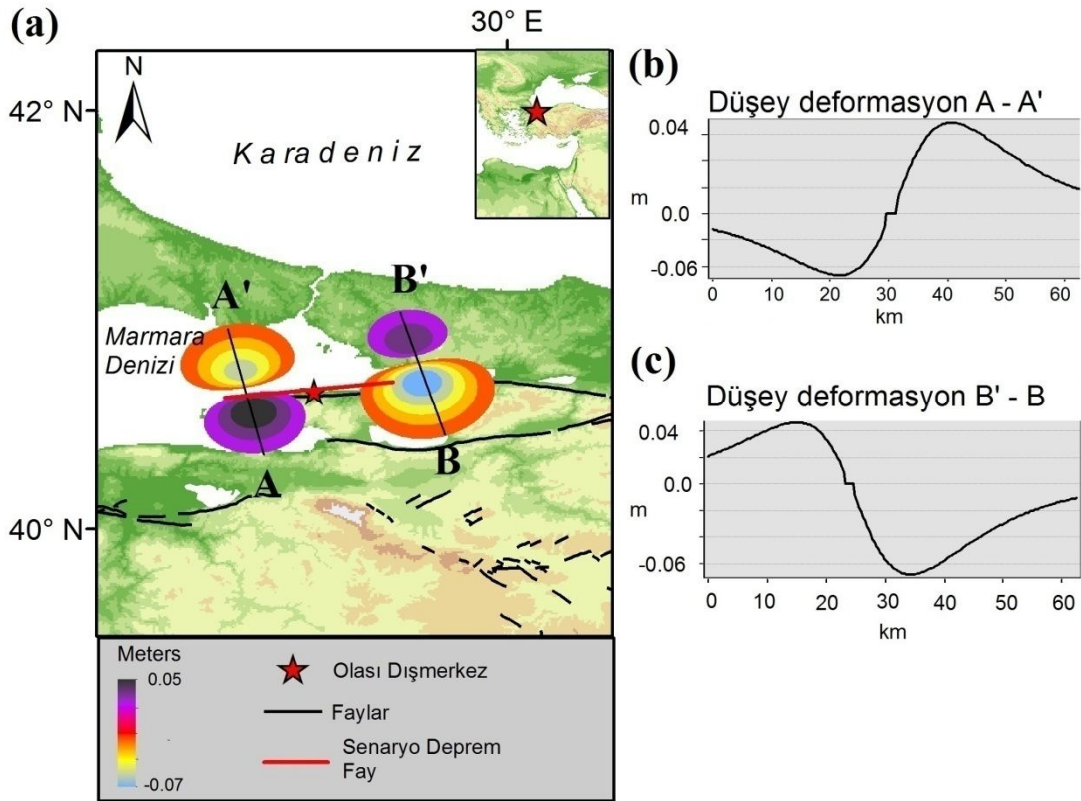 (a)
30° E
N
42° N
Karadeniz
A'
B'
Marmara
Denizi
A
B
40° N
Meters
0.05
-
-0.07
Olası Dışmerkez
Faylar
Senaryo Deprem
Fay
(b)
Düşey deformasyon A - A'
0.04
m
0.0
-0.06
0 10 20 30 40 50 60
km
(c)
Düşey deformasyon B' - B
0.04
0.0
m
-0.06
0 10 20 30 40 50 60
km